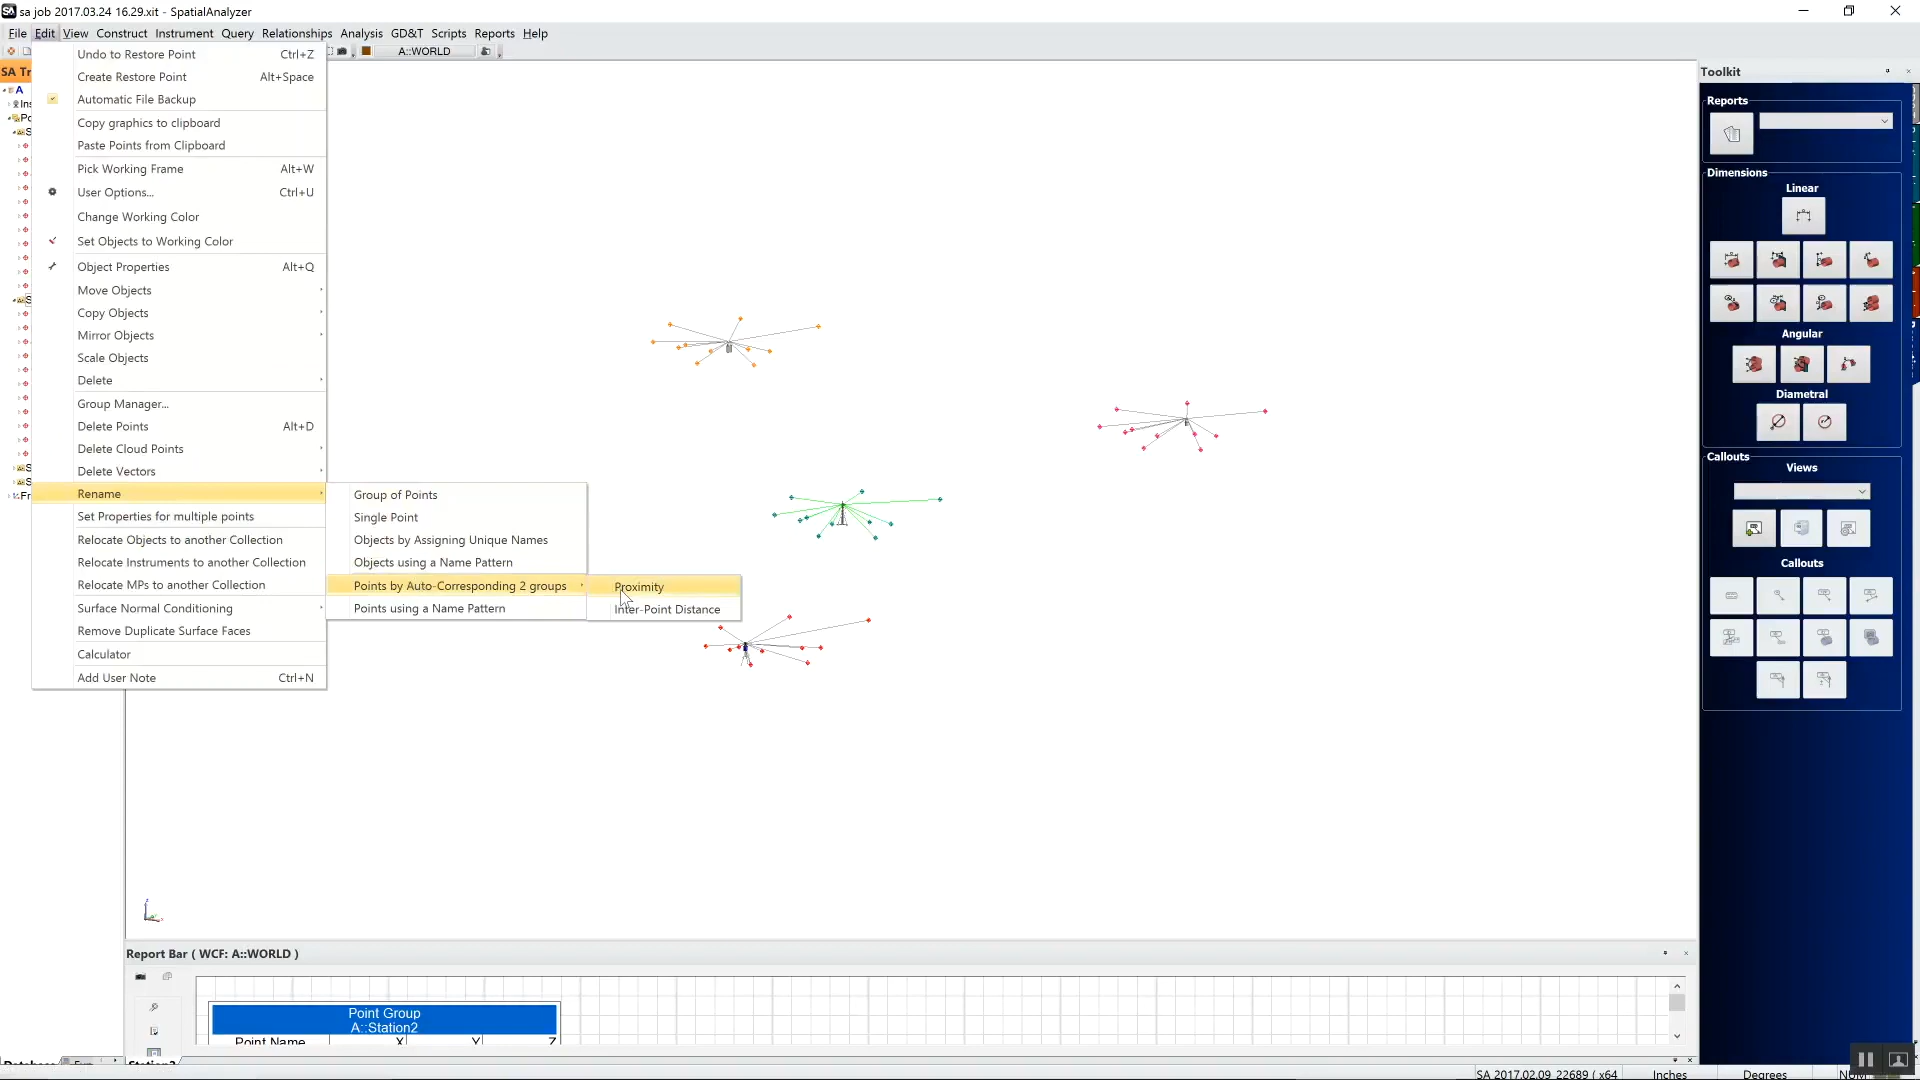 sa job 2017.03.24 16.29.xit - SpatialAnalyzer
File Edit View Construct Instrument Query Relationships Analysis GD&T Scripts Reports Help
A::WORLD
SA Tr
A
Ins
Undo to Restore Point Ctrl+Z
Create Restore Point Alt+Space
Automatic File Backup
Copy graphics to clipboard
Paste Points from Clipboard
Pick Working Frame Alt+W
User Options... Ctrl+U
Change Working Color
Set Objects to Working Color
Object Properties Alt+Q
Move Objects
Copy Objects
Mirror Objects
Scale Objects
Delete
Group Manager...
Delete Points Alt+D
Delete Cloud Points
Delete Vectors
Rename
Set Properties for multiple points
Relocate Objects to another Collection
Relocate Instruments to another Collection
Relocate MPs to another Collection
Surface Normal Conditioning
Remove Duplicate Surface Faces
Calculator
Add User Note Ctrl+N
Group of Points
Single Point
Objects by Assigning Unique Names
Objects using a Name Pattern
Points by Auto-Corresponding 2 groups
Points using a Name Pattern
Proximity
Inter-Point Distance
Toolkit
Reports
Dimensions
Linear
Angular
Diametral
Callouts
Views
Callouts
Report Bar ( WCF: A::WORLD )
Point Group
A::Station2
Point Name X Y Z
SA 2017.02.09_22689 ( x64 Inches Degrees NUM